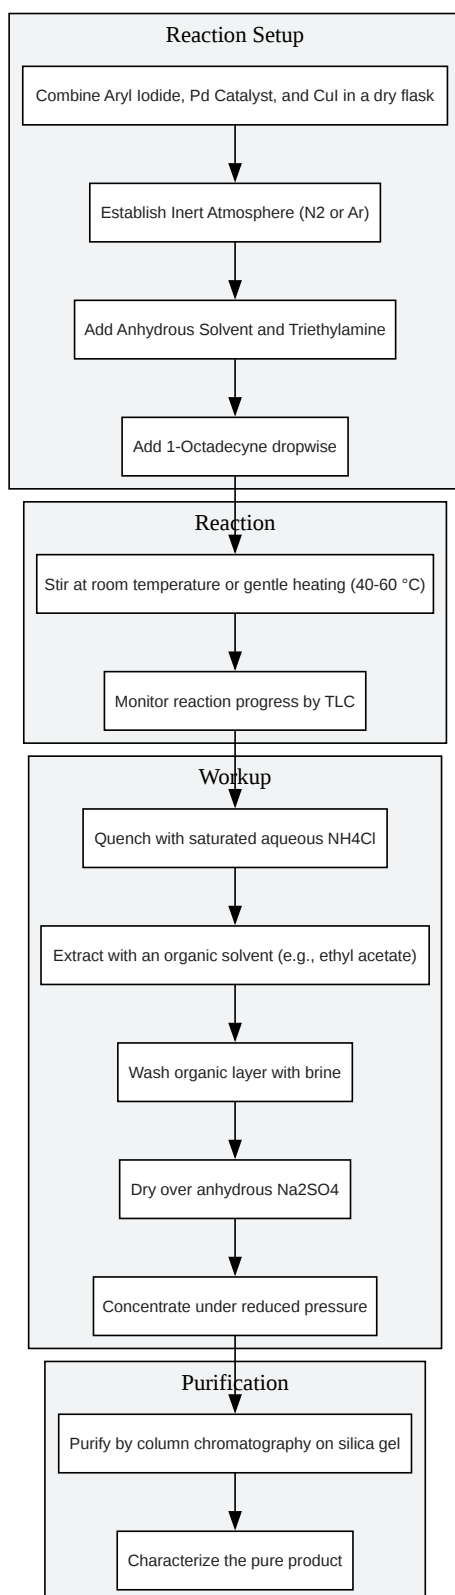 Reaction Setup
Combine Aryl Iodide, Pd Catalyst, and CuI in a dry flask
Establish Inert Atmosphere (N2 or Ar)
Add Anhydrous Solvent and Triethylamine
Add 1-Octadecyne dropwise
Reaction
Stir at room temperature or gentle heating (40-60 °C)
Monitor reaction progress by TLC
Workup
Quench with saturated aqueous NH4Cl
Extract with an organic solvent (e.g., ethyl acetate)
Wash organic layer with brine
Dry over anhydrous Na2SO4
Concentrate under reduced pressure
Purification
Purify by column chromatography on silica gel
Characterize the pure product